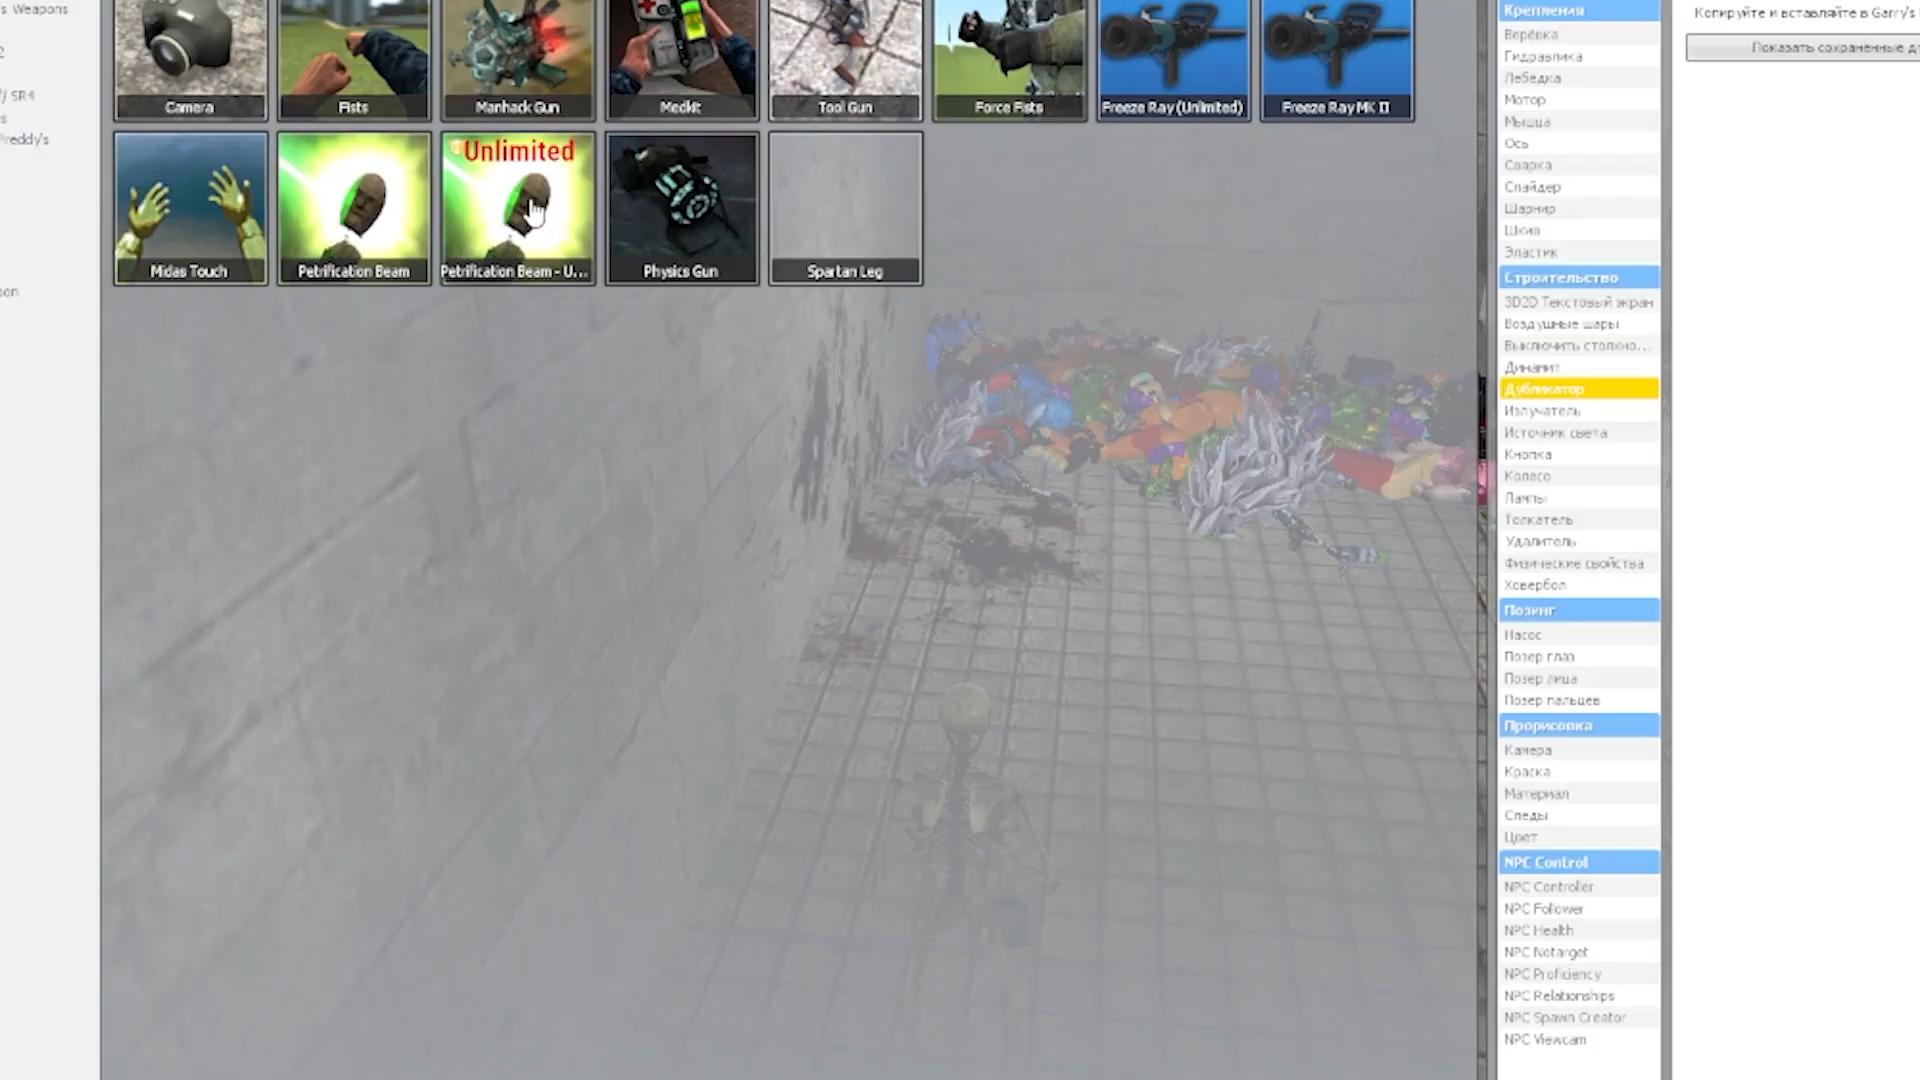 's Weapons
2
// SR4
s
Freddy's
oon
Camera
Fists
Manhack Gun
Medkit
Tool Gun
Force Fists
Freeze Ray (Unlimited)
Freeze Ray MK II
Unlimited
Midas Touch
Petrification Beam
Petrification Beam - U...
Physics Gun
Spartan Leg
Крепления
Верёвка
Гидравлика
Лебёдка
Мотор
Мышца
Ось
Сварка
Слайдер
Шарнир
Шкив
Эластик
Строительство
3D2D Текстовый экран
Воздушные шары
Выключить столкно...
Динамит
Дубликатор
Излучатель
Источник света
Кнопка
Колесо
Лампы
Толкатель
Удалитель
Физические свойства
Ховербол
Позинг
Насос
Позер глаз
Позер лица
Позер пальцев
Прорисовка
Камера
Краска
Материал
Следы
Цвет
NPC Control
NPC Controller
NPC Follower
NPC Health
NPC Notarget
NPC Proficiency
NPC Relationships
NPC Spawn Creator
NPC Viewcam
Копируйте и вставляйте в Garry's
Показать сохранённые д